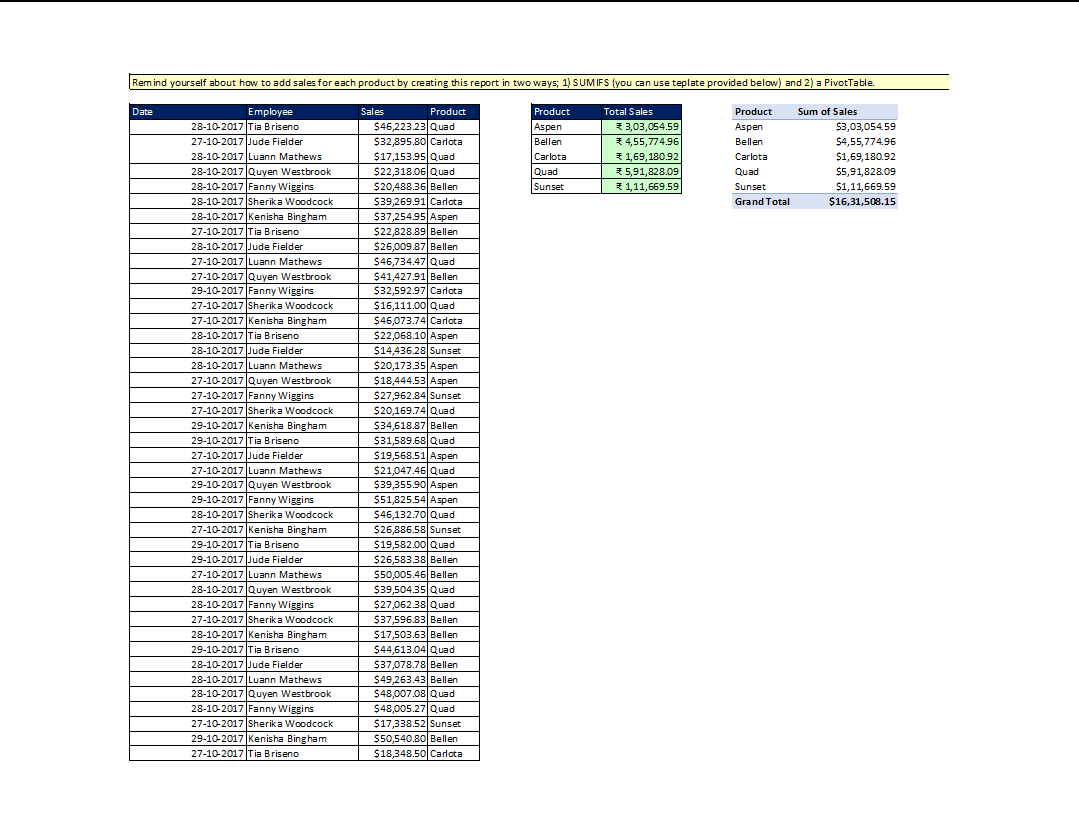 Remind yourself about how to add sales for each product by creating this report in two ways; 1) SUMIFS (you can use teplate provided below) and 2) a PivotTable.
Date Employee Sales Product
28-10-2017 Tia Briseno $46,223.23 Quad
27-10-2017 Jude Fielder $32,895.80 Carlota
28-10-2017 Luann Mathews $17,153.95 Quad
28-10-2017 Quyen Westbrook $22,318.06 Quad
28-10-2017 Fanny Wiggins $20,488.36 Bellen
28-10-2017 Sherika Woodcock $39,269.91 Carlota
28-10-2017 Kenisha Bingham $37,254.95 Aspen
27-10-2017 Tia Briseno $22,828.89 Bellen
28-10-2017 Jude Fielder $26,009.87 Bellen
27-10-2017 Luann Mathews $46,734.47 Quad
27-10-2017 Quyen Westbrook $41,427.91 Bellen
29-10-2017 Fanny Wiggins $32,592.97 Carlota
27-10-2017 Sherika Woodcock $16,111.00 Quad
27-10-2017 Kenisha Bingham $46,073.74 Carlota
28-10-2017 Tia Briseno $22,068.10 Aspen
28-10-2017 Jude Fielder $14,436.28 Sunset
28-10-2017 Luann Mathews $20,173.35 Aspen
27-10-2017 Quyen Westbrook $18,444.53 Aspen
27-10-2017 Fanny Wiggins $27,962.84 Sunset
27-10-2017 Sherika Woodcock $20,169.74 Quad
29-10-2017 Kenisha Bingham $34,618.87 Bellen
29-10-2017 Tia Briseno $31,589.68 Quad
27-10-2017 Jude Fielder $19,568.51 Aspen
27-10-2017 Luann Mathews $21,047.46 Quad
29-10-2017 Quyen Westbrook $39,355.90 Aspen
29-10-2017 Fanny Wiggins $51,825.54 Aspen
28-10-2017 Sherika Woodcock $46,132.70 Quad
27-10-2017 Kenisha Bingham $26,886.58 Sunset
29-10-2017 Tia Briseno $19,582.00 Quad
29-10-2017 Jude Fielder $26,583.38 Bellen
27-10-2017 Luann Mathews $50,005.46 Bellen
28-10-2017 Quyen Westbrook $39,504.35 Quad
28-10-2017 Fanny Wiggins $27,062.38 Quad
27-10-2017 Sherika Woodcock $37,596.83 Bellen
28-10-2017 Kenisha Bingham $17,503.63 Bellen
29-10-2017 Tia Briseno $44,613.04 Quad
28-10-2017 Jude Fielder $37,078.78 Bellen
28-10-2017 Luann Mathews $49,263.43 Bellen
28-10-2017 Quyen Westbrook $48,007.08 Quad
28-10-2017 Fanny Wiggins $48,005.27 Quad
27-10-2017 Sherika Woodcock $17,338.52 Sunset
29-10-2017 Kenisha Bingham $50,540.80 Bellen
27-10-2017 Tia Briseno $18,348.50 Carlota
Product Total Sales
Aspen ₹ 3,03,054.59
Bellen ₹ 4,55,774.96
Carlota ₹ 1,69,180.92
Quad ₹ 5,91,828.09
Sunset ₹ 1,11,669.59
Product Sum of Sales
Aspen $3,03,054.59
Bellen $4,55,774.96
Carlota $1,69,180.92
Quad $5,91,828.09
Sunset $1,11,669.59
Grand Total $16,31,508.15